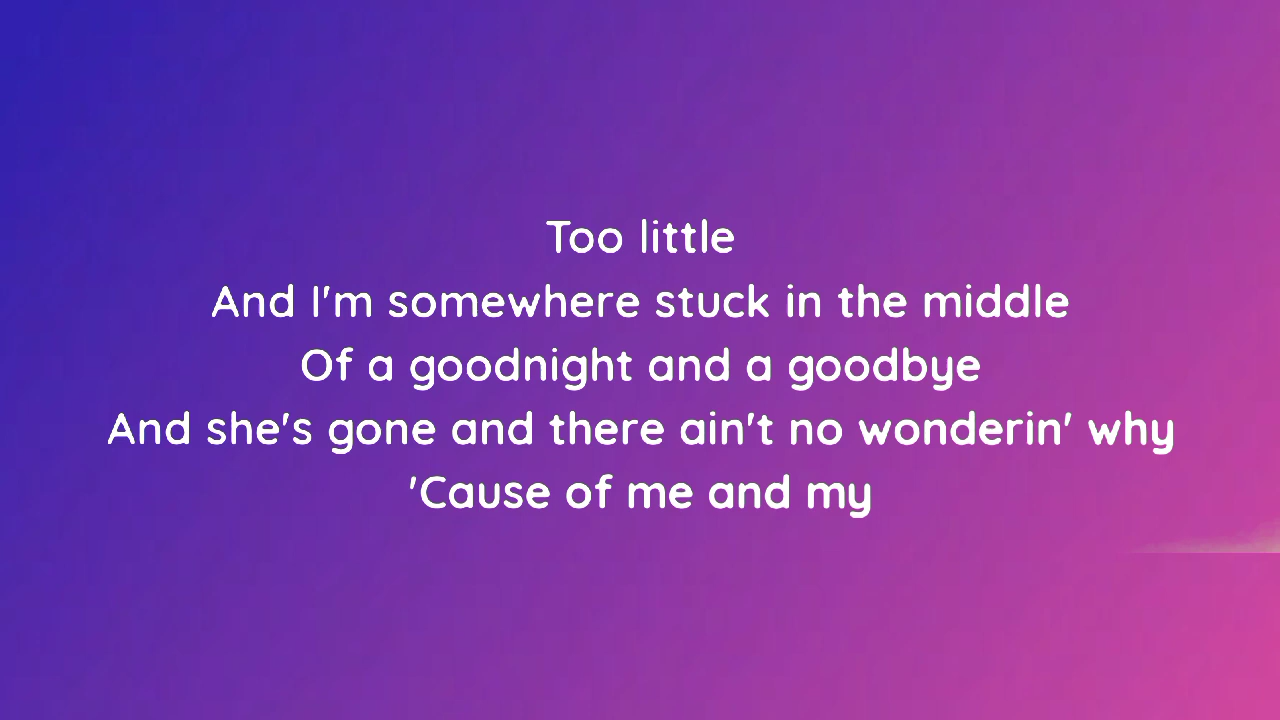 Too little
And I'm somewhere stuck in the middle
Of a goodnight and a goodbye
And she's gone and there ain't no wonderin' why
'Cause of me and my